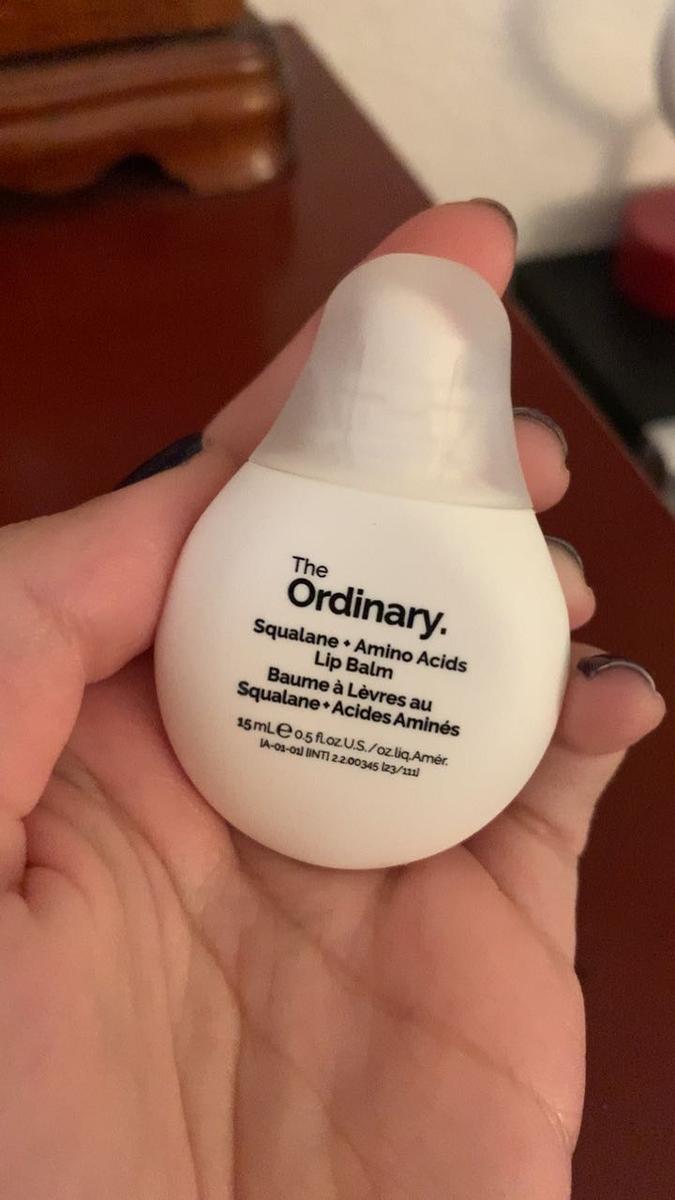 The
Ordinary.
Squalane + Amino Acids
Lip Balm
Baume à Lèvres au
Squalane + Acides Aminés
15 mL ℮ 0.5 fl.oz.U.S./oz.liq.Amér.
[A-01-01] [INT] 2.2.00345 [23/111]